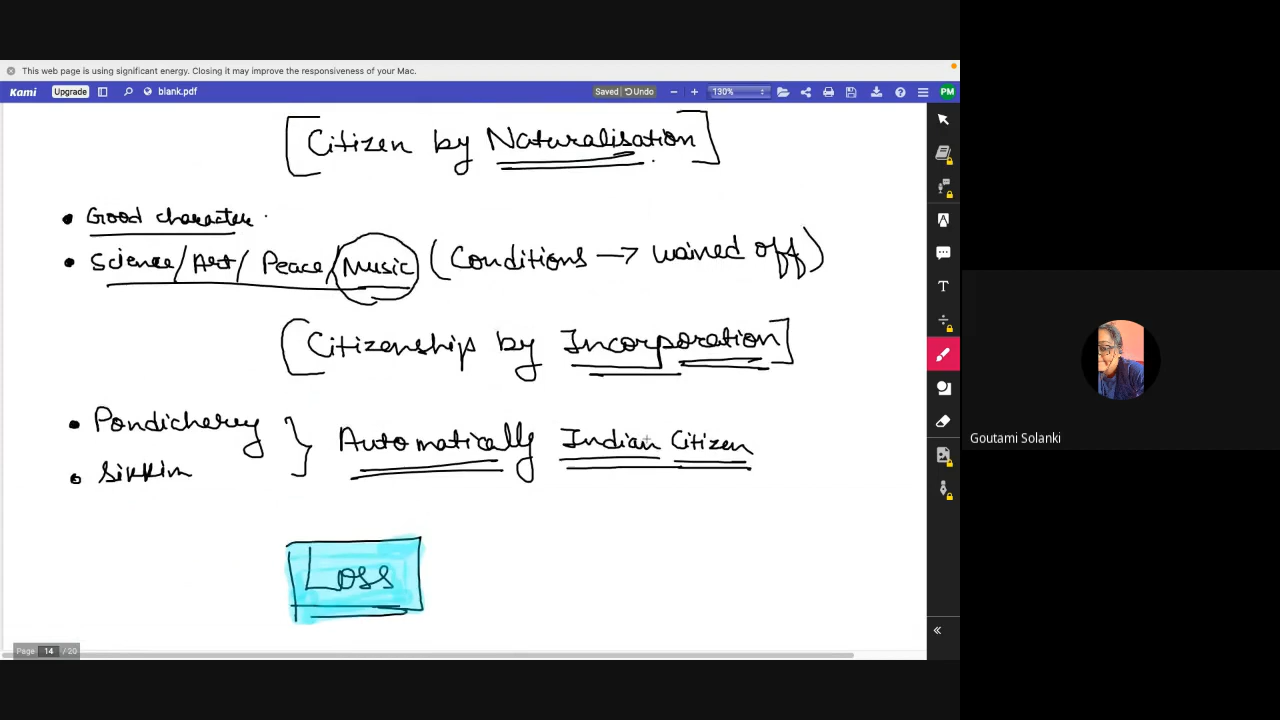 This web page is using significant energy. Closing it may improve the responsiveness of your Mac.
Kami Upgrade blank.pdf Saved Undo 130% PM
[Citizen by Naturalisation]
• Good character
• Science/Art/Peace/Music (Conditions → wained off)
[Citizenship by Incorporation]
• Pondicherey } Automatically Indian Citizen
• Sikkim
Loss
Goutami Solanki
Page 14 /20